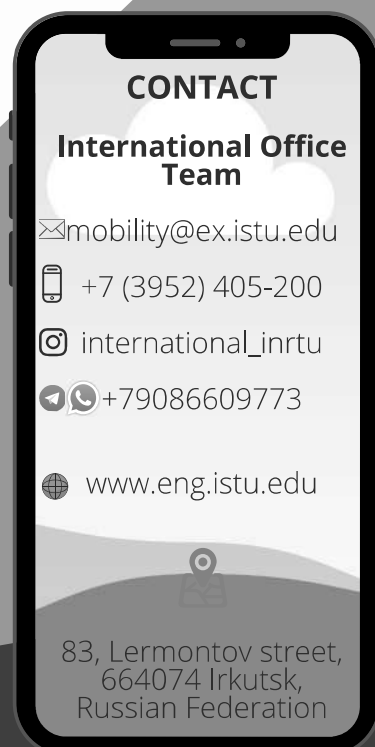 CONTACT
International Office
Team
mobility@ex.istu.edu
+7 (3952) 405-200
international_inrtu
+79086609773
www.eng.istu.edu
83, Lermontov street,
664074 Irkutsk,
Russian Federation